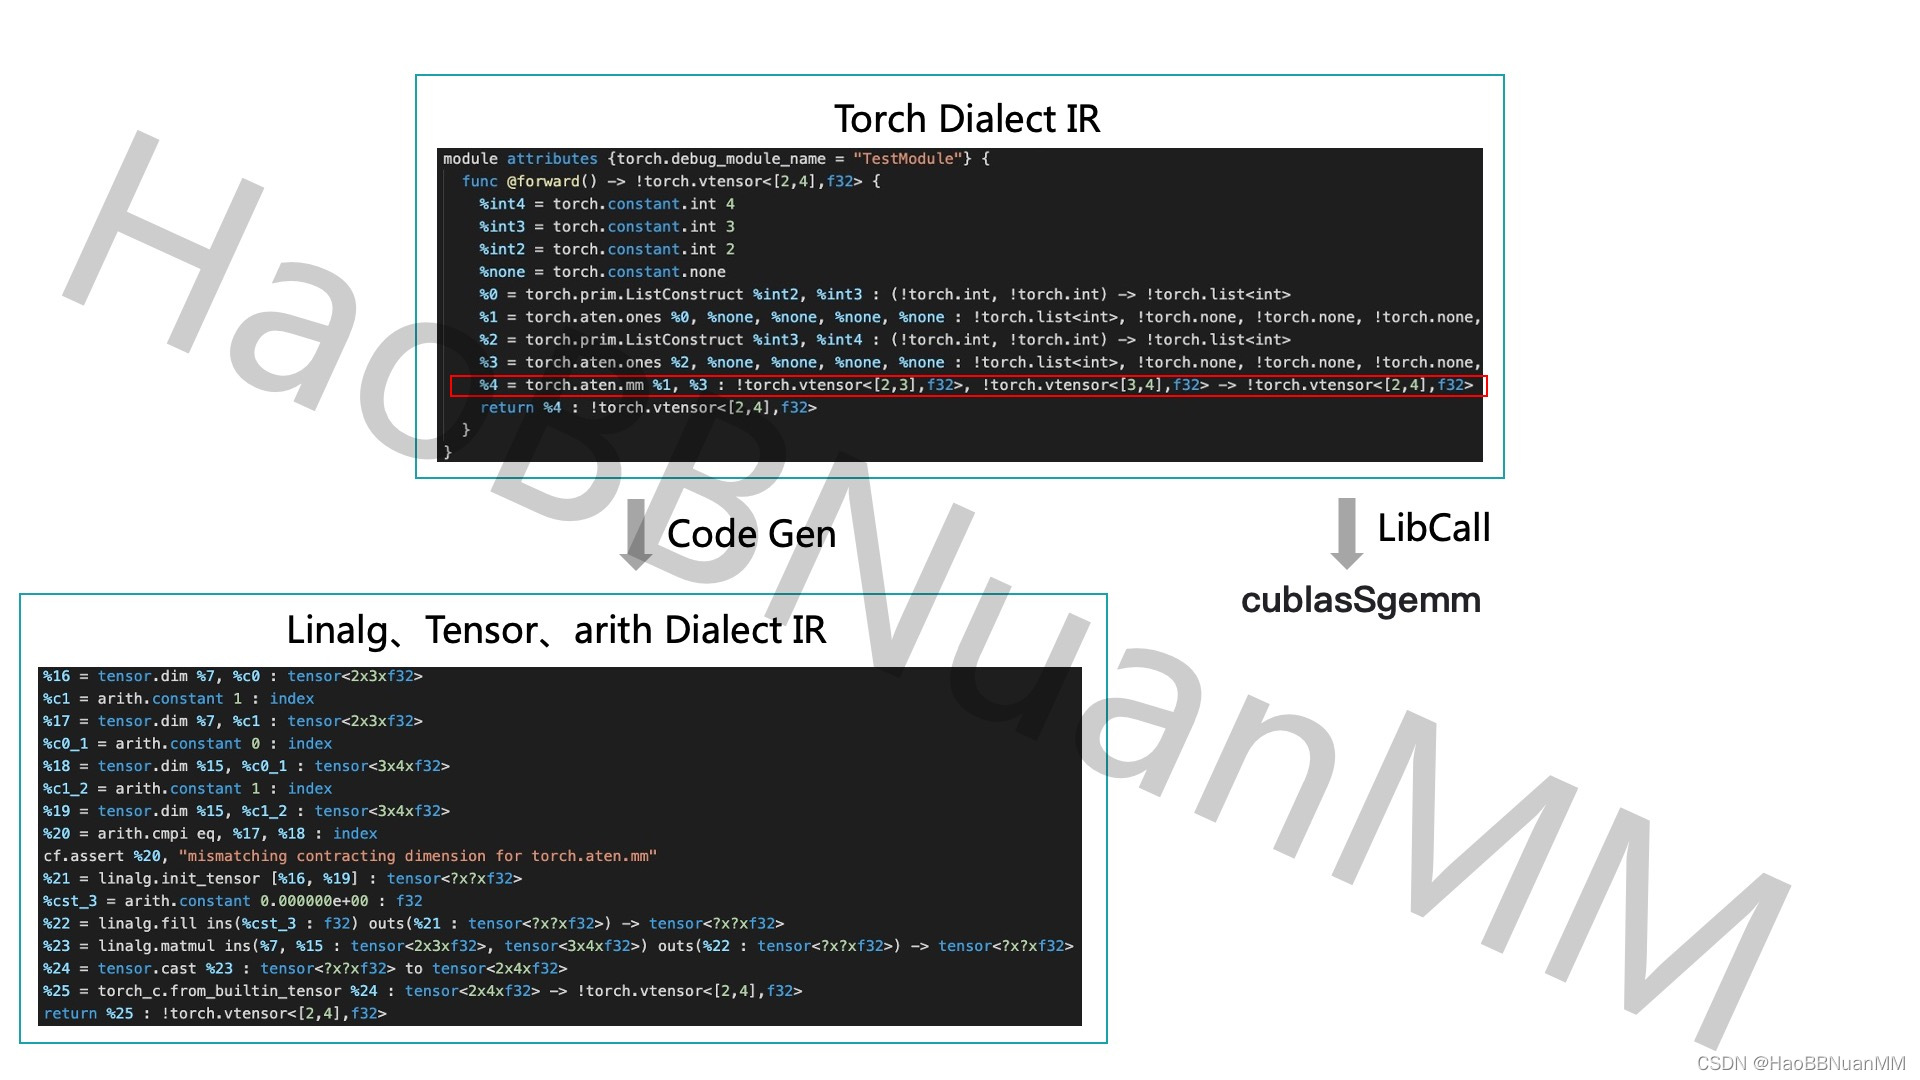 Torch Dialect IR
module attributes {torch.debug_module_name = "TestModule"} {
func @forward() -> !torch.vtensor<[2,4],f32> {
%int4 = torch.constant.int 4
%int3 = torch.constant.int 3
%int2 = torch.constant.int 2
%none = torch.constant.none
%0 = torch.prim.ListConstruct %int2, %int3 : (!torch.int, !torch.int) -> !torch.list<int>
%1 = torch.aten.ones %0, %none, %none, %none, %none : !torch.list<int>, !torch.none, !torch.none, !torch.none,
%2 = torch.prim.ListConstruct %int3, %int4 : (!torch.int, !torch.int) -> !torch.list<int>
%3 = torch.aten.ones %2, %none, %none, %none, %none : !torch.list<int>, !torch.none, !torch.none, !torch.none,
%4 = torch.aten.mm %1, %3 : !torch.vtensor<[2,3],f32>, !torch.vtensor<[3,4],f32> -> !torch.vtensor<[2,4],f32>
return %4 : !torch.vtensor<[2,4],f32>
}
}
Code Gen
LibCall
cublasSgemm
Linalg、Tensor、arith Dialect IR
%16 = tensor.dim %7, %c0 : tensor<2x3xf32>
%c1 = arith.constant 1 : index
%17 = tensor.dim %7, %c1 : tensor<2x3xf32>
%c0_1 = arith.constant 0 : index
%18 = tensor.dim %15, %c0_1 : tensor<3x4xf32>
%c1_2 = arith.constant 1 : index
%19 = tensor.dim %15, %c1_2 : tensor<3x4xf32>
%20 = arith.cmpi eq, %17, %18 : index
cf.assert %20, "mismatching contracting dimension for torch.aten.mm"
%21 = linalg.init_tensor [%16, %19] : tensor<?x?xf32>
%cst_3 = arith.constant 0.000000e+00 : f32
%22 = linalg.fill ins(%cst_3 : f32) outs(%21 : tensor<?x?xf32>) -> tensor<?x?xf32>
%23 = linalg.matmul ins(%7, %15 : tensor<2x3xf32>, tensor<3x4xf32>) outs(%22 : tensor<?x?xf32>) -> tensor<?x?xf32>
%24 = tensor.cast %23 : tensor<?x?xf32> to tensor<2x4xf32>
%25 = torch_c.from_builtin_tensor %24 : tensor<2x4xf32> -> !torch.vtensor<[2,4],f32>
return %25 : !torch.vtensor<[2,4],f32>
HaoBBNuanMM
CSDN @HaoBBNuanMM